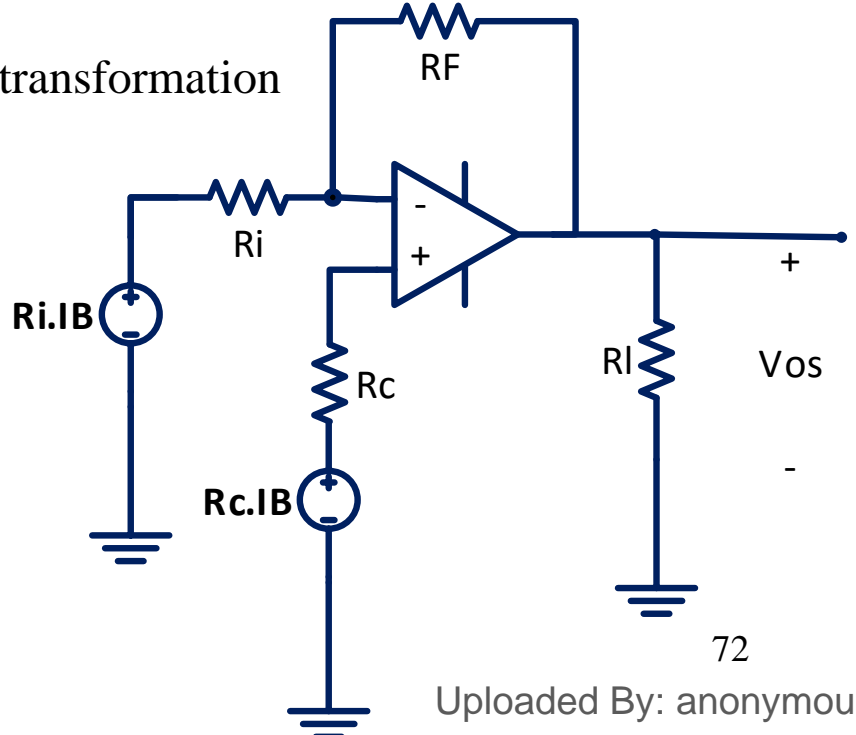 RF
transformation
-
Ri
+
+
Ri.IB
+
-
Rc
Rl
Vos
Rc.IB
+
-
-
72
Uploaded By: anonymou